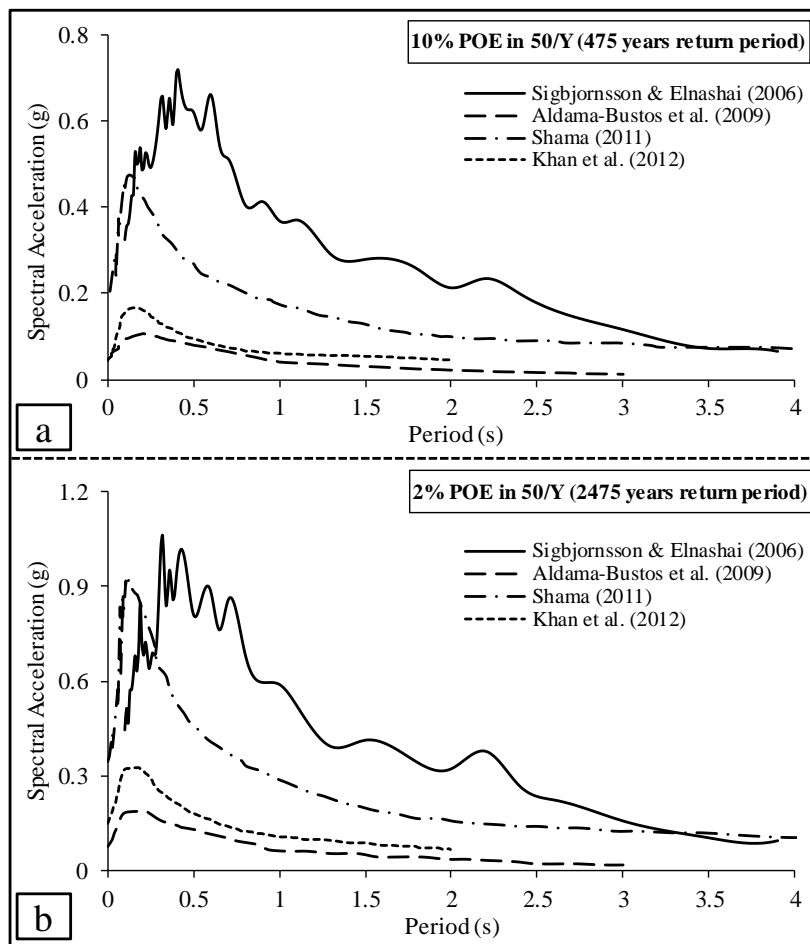 10% POE in 50/Y (475 years return period)
Sigbjornsson & Elnashai (2006)
Aldama-Bustos et al. (2009)
Shama (2011)
Khan et al. (2012)
Spectral Acceleration (g)
0.8
0.6
0.4
0.2
0
0 0.5 1 1.5 2 2.5 3 3.5 4
Period (s)
a
2% POE in 50/Y (2475 years return period)
Sigbjornsson & Elnashai (2006)
Aldama-Bustos et al. (2009)
Shama (2011)
Khan et al. (2012)
Spectral Acceleration (g)
1.2
0.9
0.6
0.3
0
0 0.5 1 1.5 2 2.5 3 3.5 4
Period (s)
b